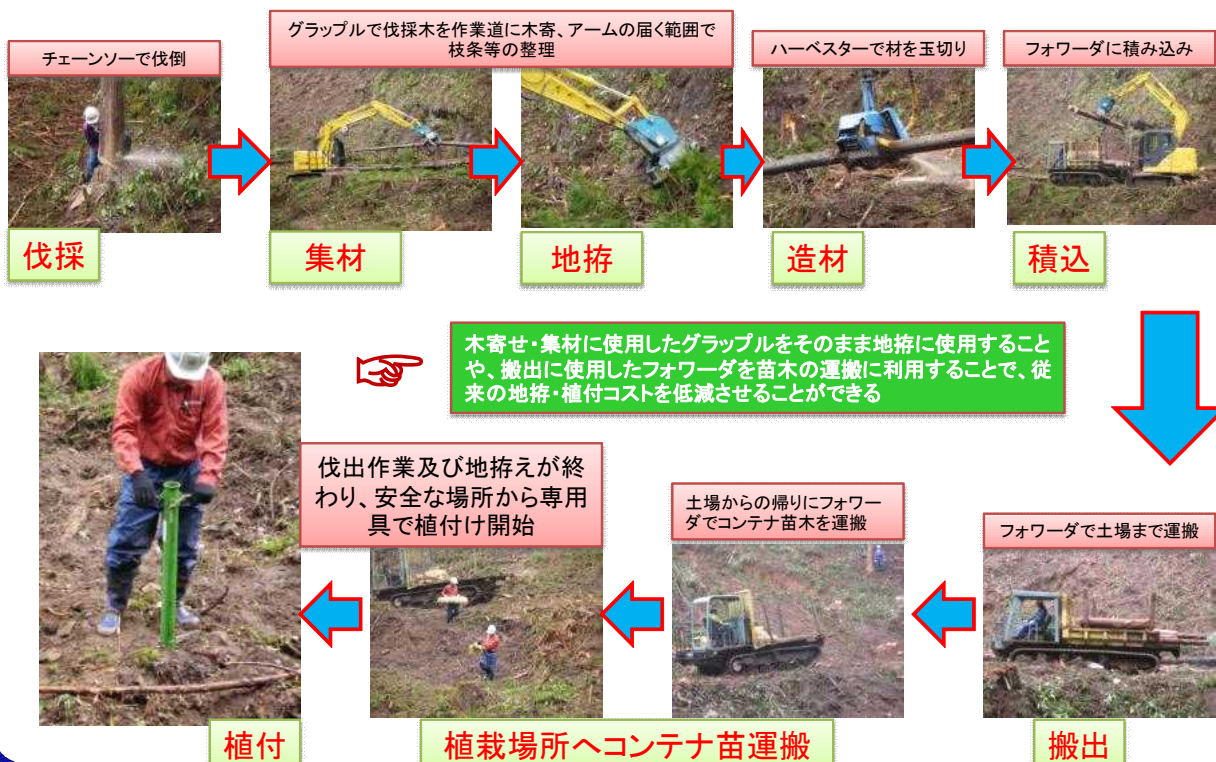 チェーンソーで伐倒
グラップルで伐採木を作業道に木寄、アームの届く範囲で
枝条等の整理
ハーベスターで材を玉切り
フォワーダに積み込み
伐採
集材
地拵
造材
積込
木寄せ・集材に使用したグラップルをそのまま地拵に使用すること
や、搬出に使用したフォワーダを苗木の運搬に利用することで、従
来の地拵・植付コストを低減させることができる
伐出作業及び地拵えが終
わり、安全な場所から専用
具で植付け開始
土場からの帰りにフォワー
ダでコンテナ苗木を運搬
フォワーダで土場まで運搬
植付
植栽場所へコンテナ苗運搬
搬出